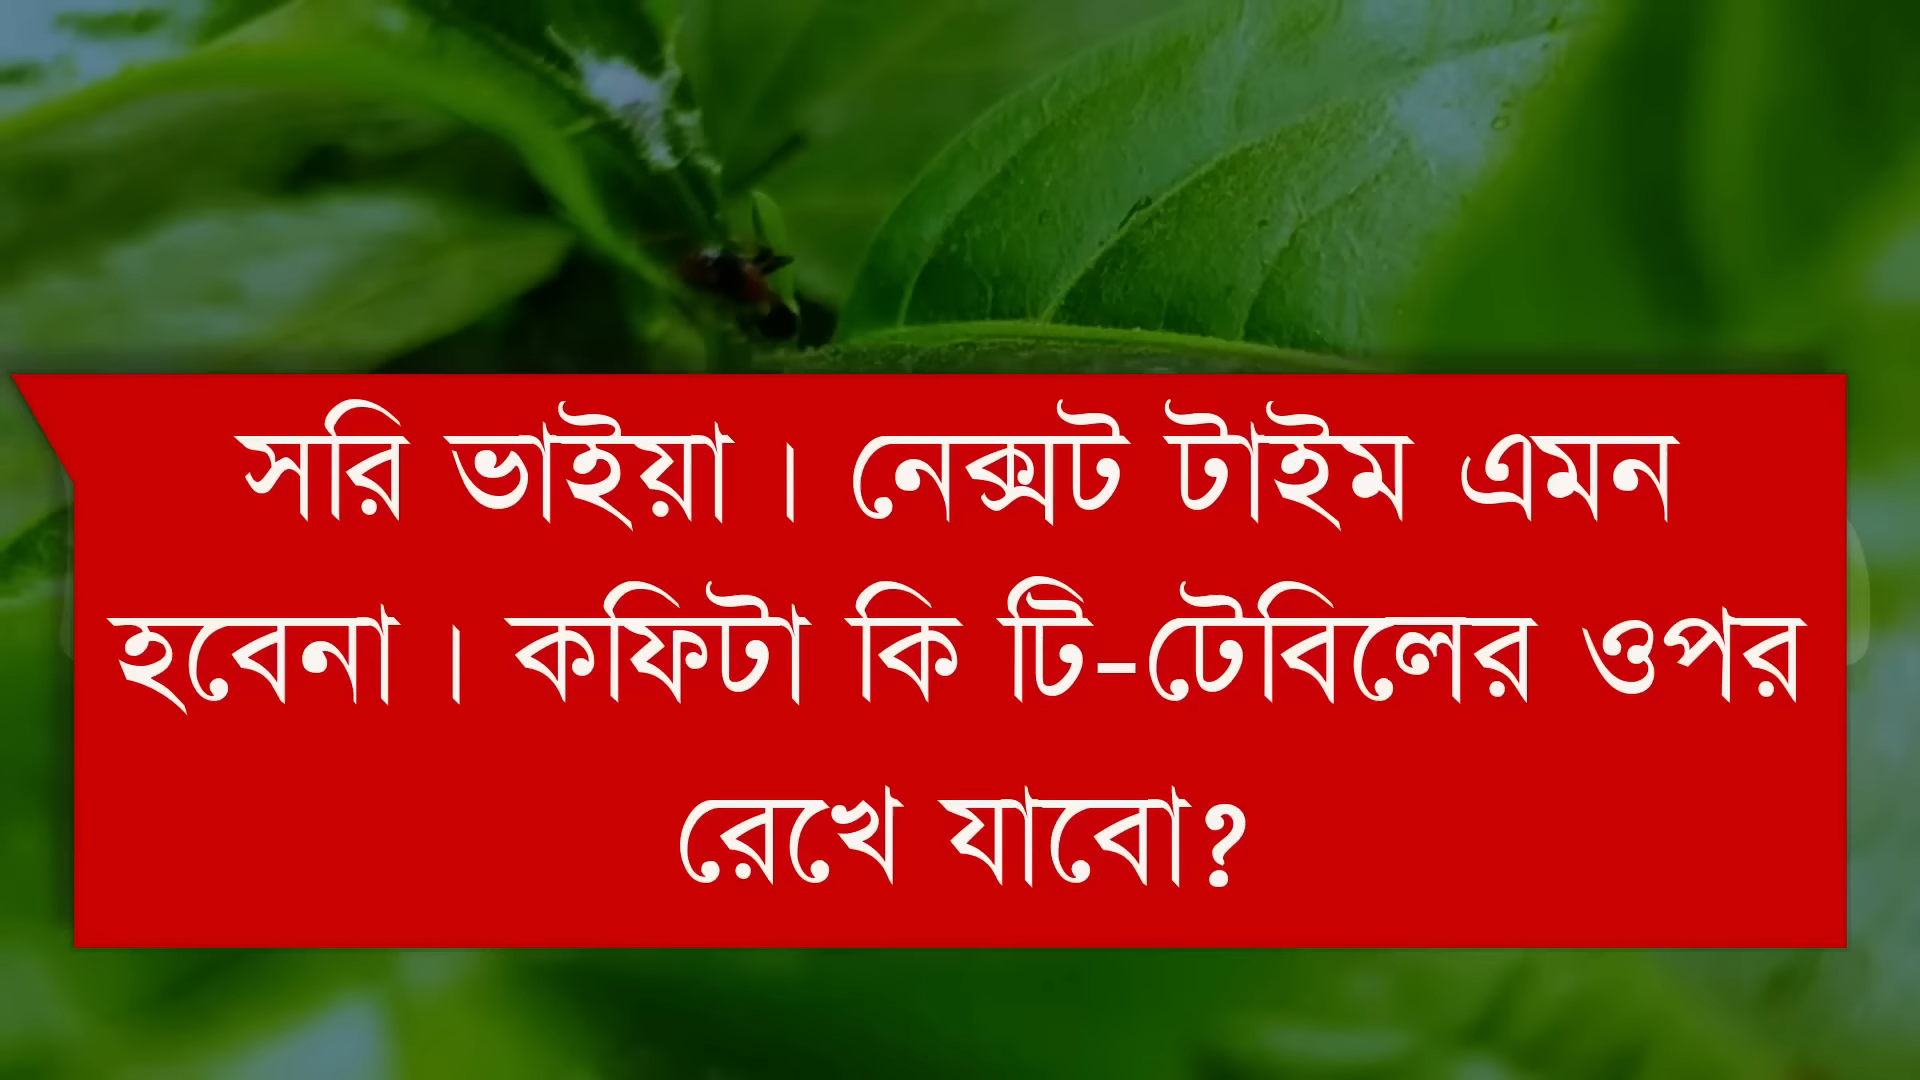 সরি ভাইয়া । নেক্সট টাইম এমন
হবেনা । কফিটা কি টি-টেবিলের ওপর
রেখে যাবো?